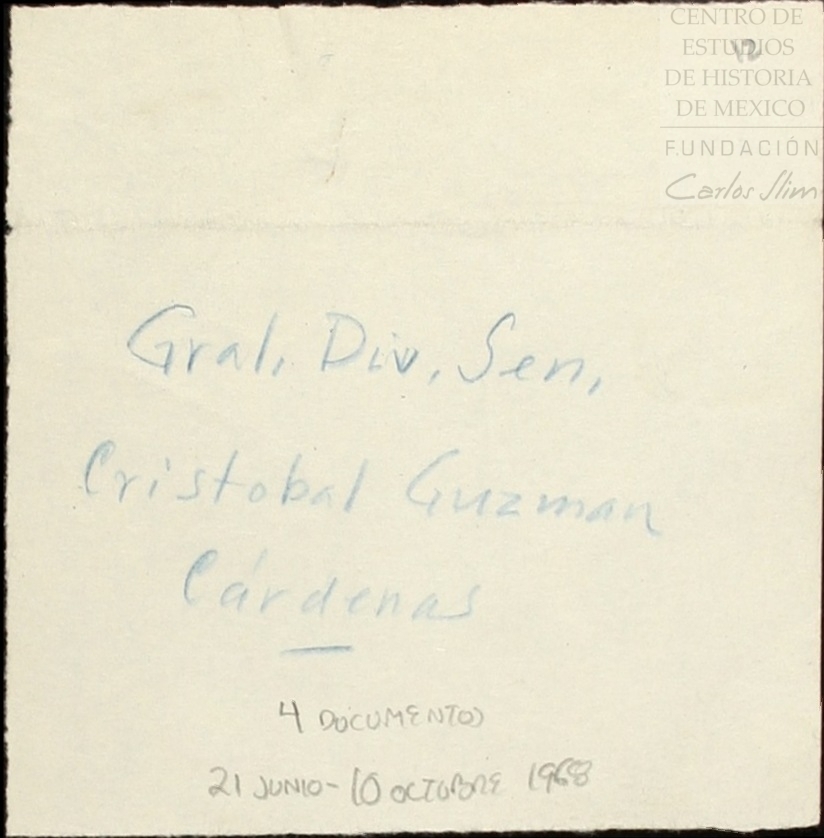 CENTRO DE
ESTUDIOS
DE HISTORIA
DE MEXICO
FUNDACIÓN
Carlos Slim
12
Gral. Div. Sen.
Cristobal Guzman
Cárdenas
4 DOCUMENTOS
21 JUNIO - 10 OCTUBRE 1968